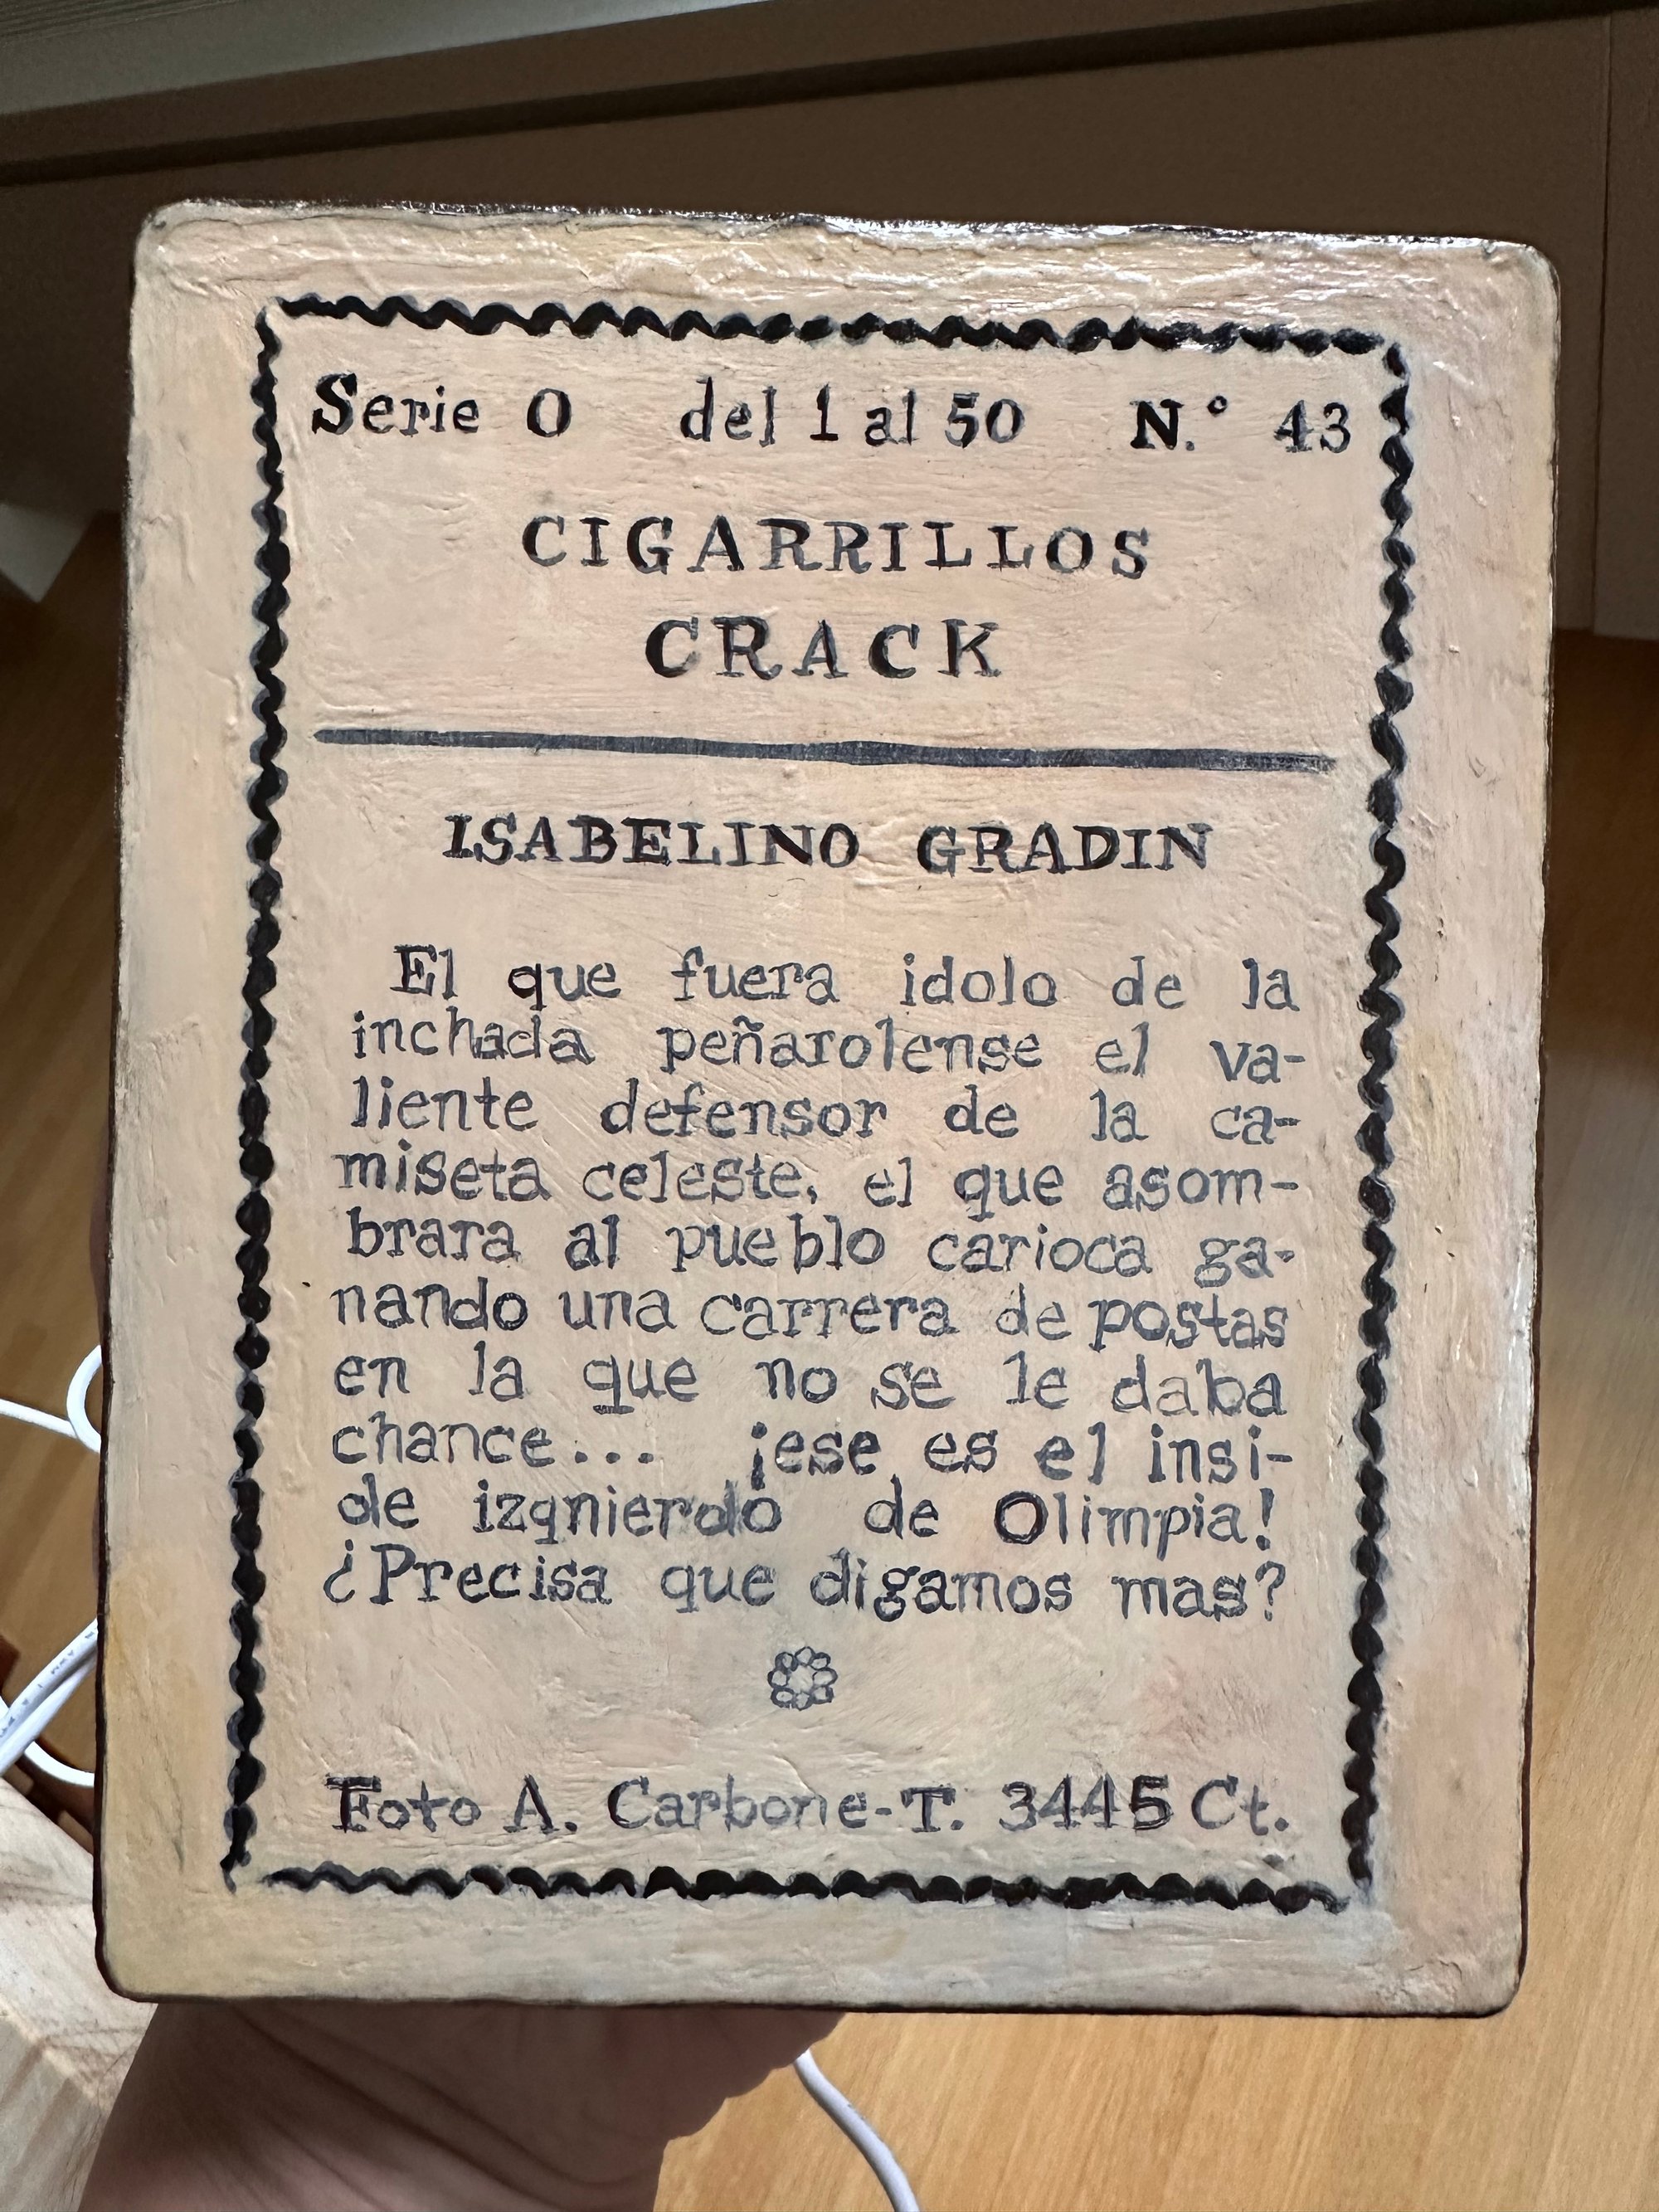 Serie O del 1 al 50 N.° 43
CIGARRILLOS
CRACK
ISABELINO GRADIN
El que fuera idolo de la
inchada peñarolense el va-
liente defensor de la ca-
miseta celeste, el que asom-
brara al pueblo carioca ga-
nando una carrera de postas
en la que no se le daba
chance... ¡ese es el insi-
de izqnierdo de Olimpia!
¿Precisa que digamos mas?
Foto A. Carbone-T. 3445 Ct.